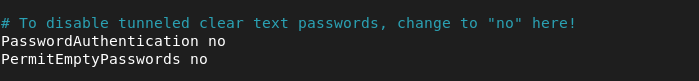 # To disable tunneled clear text passwords, change to "no" here!
PasswordAuthentication no
PermitEmptyPasswords no